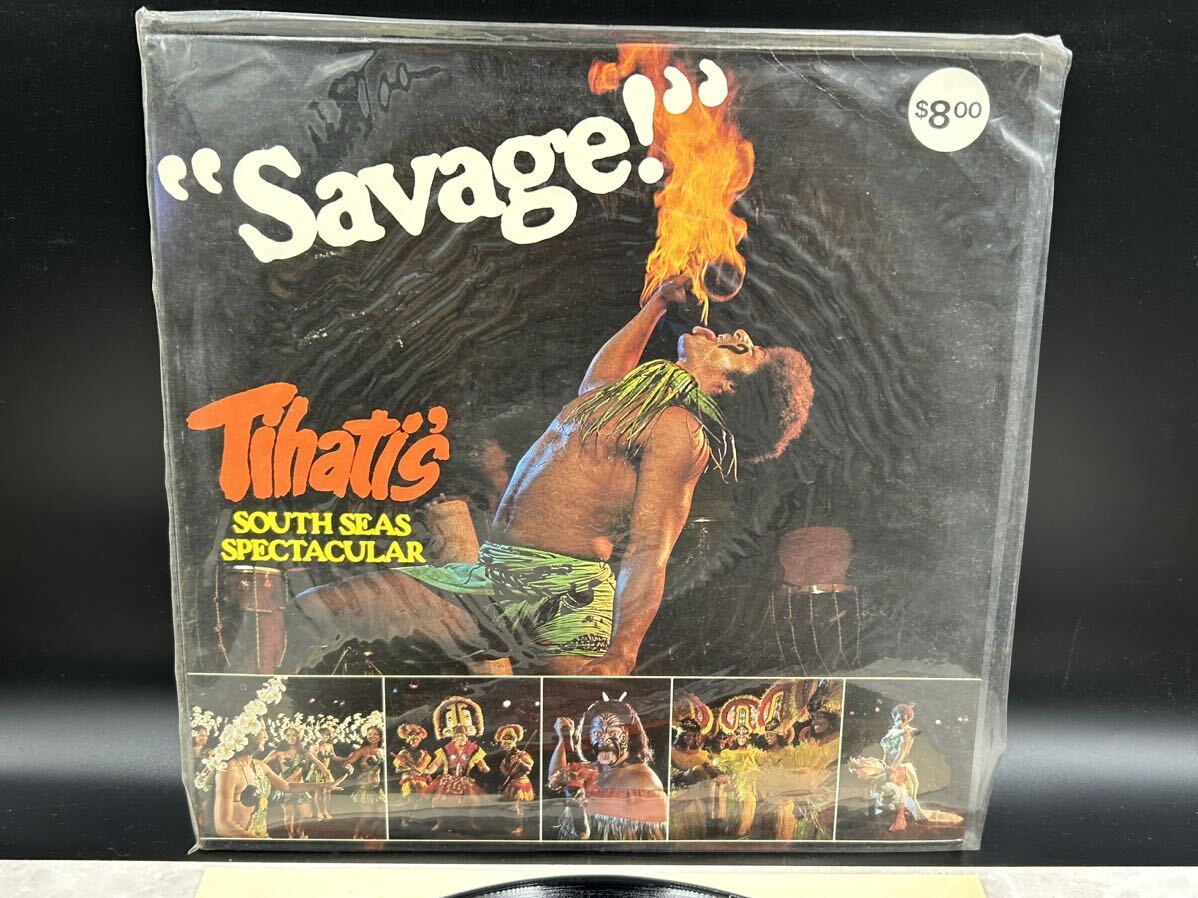 “Savage!”
$8.00
Tihati's
SOUTH SEAS
SPECTACULAR